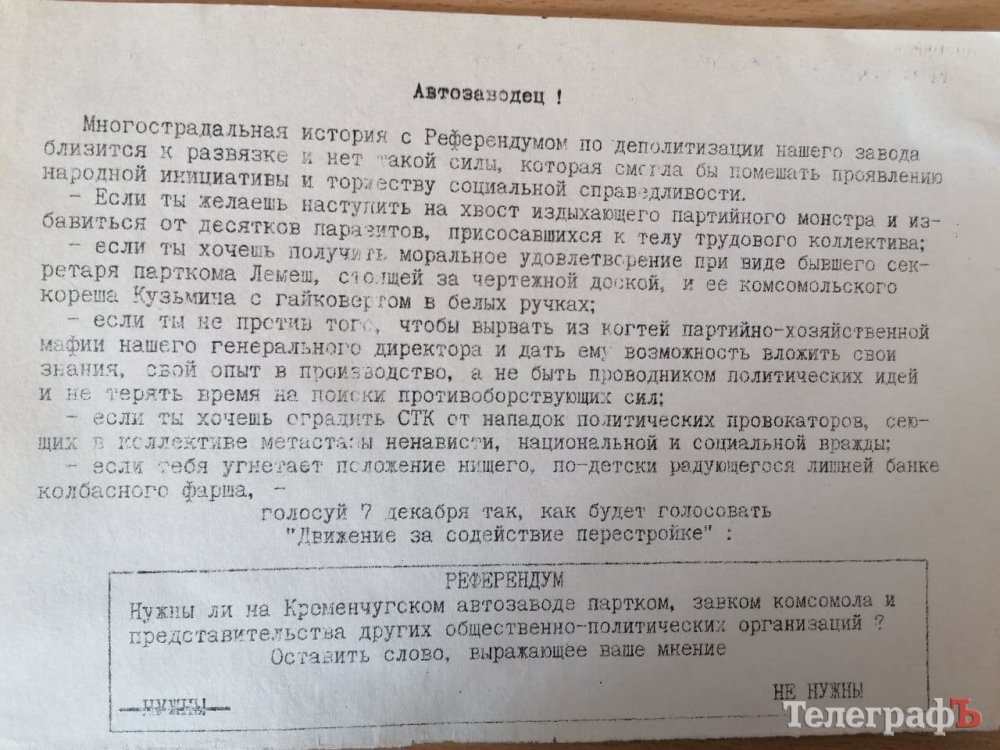 Автозаводец !
Многострадальная история с Референдумом по деполитизации нашего завода
близится к развязке и нет такой силы, которая смогла бы помешать проявлению
народной инициативы и торжеству социальной справедливости.
- Если ты желаешь наступить на хвост издыхающего партийного монстра и из-
бавиться от десятков паразитов, присосавшихся к телу трудового коллектива;
- если ты хочешь получить моральное удовлетворение при виде бывшего сек-
ретаря парткома Лемеш, стоящей за чертежной доской, и ее комсомольского
кореша Кузьмина с гайковертом в белых ручках;
- если ты не против того, чтобы вырвать из когтей партийно-хозяйственной
мафии нашего генерального директора и дать ему возможность вложить свои
знания, свой опыт в производство, а не быть проводником политических идей
и не терять время на поиски противоборствующих сил;
- если ты хочешь оградить СТК от нападок политических провокаторов, сею-
щих в коллективе метастазы ненависти, национальной и социальной вражды;
- если тебя угнетает положение нищего, по-детски радующегося лишней банке
колбасного фарша, -
голосуй 7 декабря так, как будет голосовать
"Движение за содействие перестройке" :
РЕФЕРЕНДУМ
Нужны ли на Кременчугском автозаводе партком, завком комсомола и
представительства других общественно-политических организаций ?
Оставить слово, выражающее ваше мнение
НУЖНЫ НЕ НУЖНЫ
ТелеграфЪ